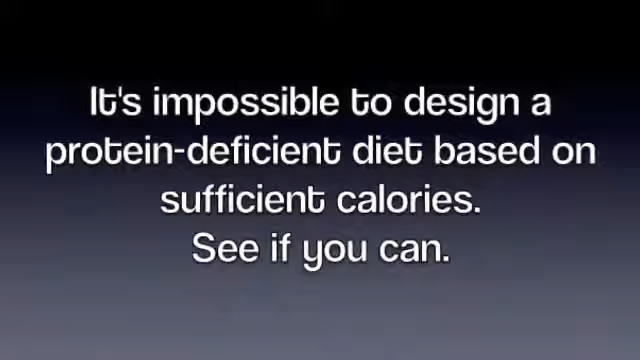 It's impossible to design a
protein-deficient diet based on
sufficient calories.
See if you can.